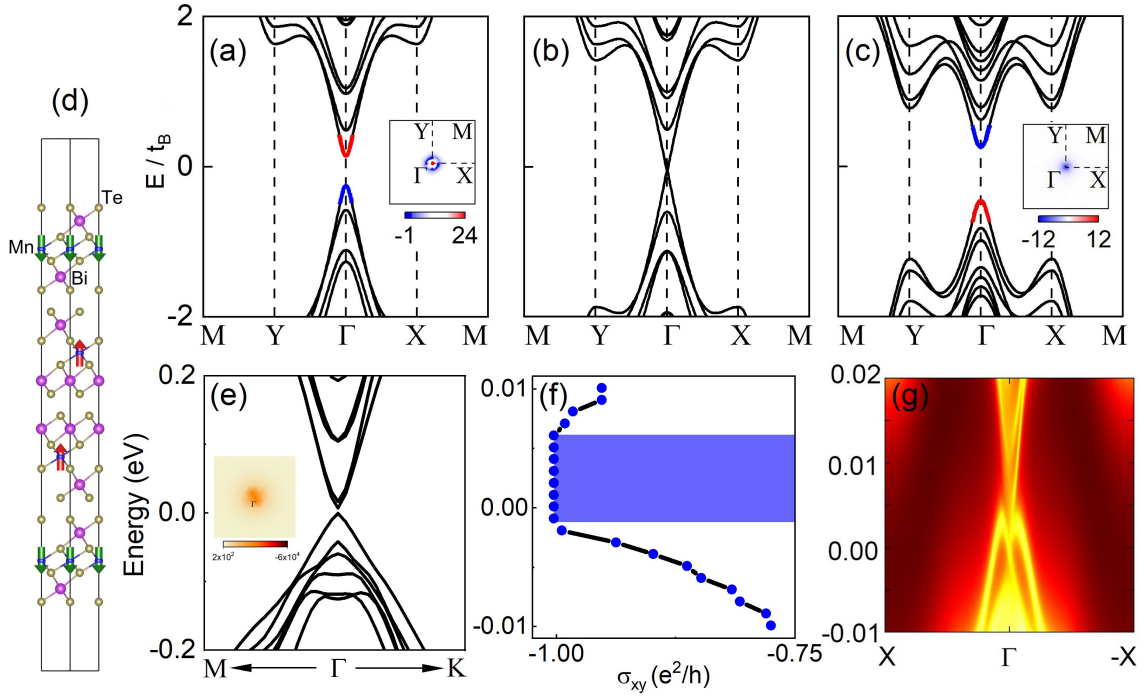 (a)
(b)
(c)
(d)
2
0
-2
E / t_B
M Y Γ X M
M Y Γ X M
M Y Γ X M
Y M
Γ X
-1 24
Y M
Γ X
-12 12
Te
Mn
Bi
(e)
(f)
(g)
0.2
0.0
-0.2
Energy (eV)
Γ
2x10²
-6x10⁴
M Γ K
0.01
0.00
-0.01
-1.00 -0.75
σ_xy (e²/h)
0.02
0.01
0.00
-0.01
X Γ -X